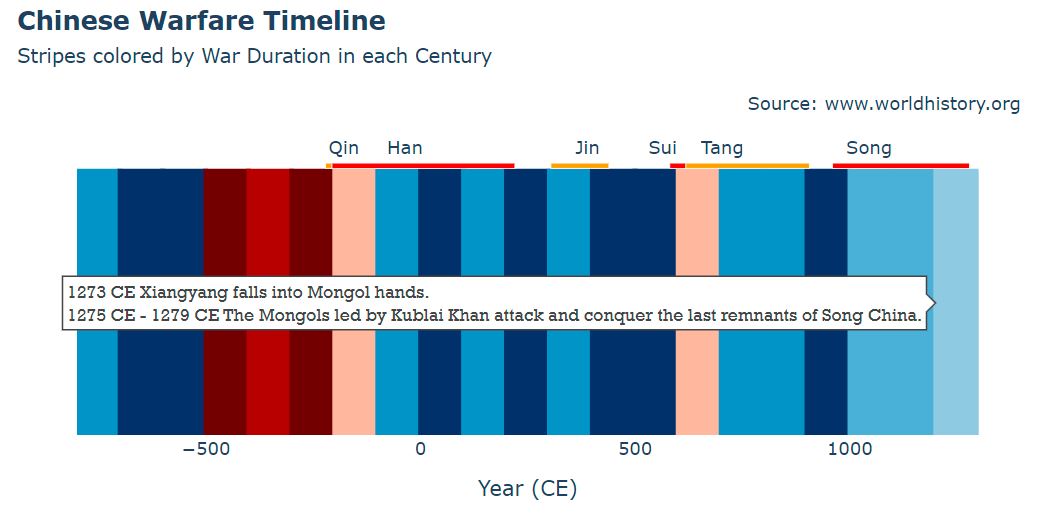 Chinese Warfare Timeline
Stripes colored by War Duration in each Century
Source: www.worldhistory.org
Qin Han Jin Sui Tang Song
1273 CE Xiangyang falls into Mongol hands.
1275 CE - 1279 CE The Mongols led by Kublai Khan attack and conquer the last remnants of Song China.
−500 0 500 1000
Year (CE)